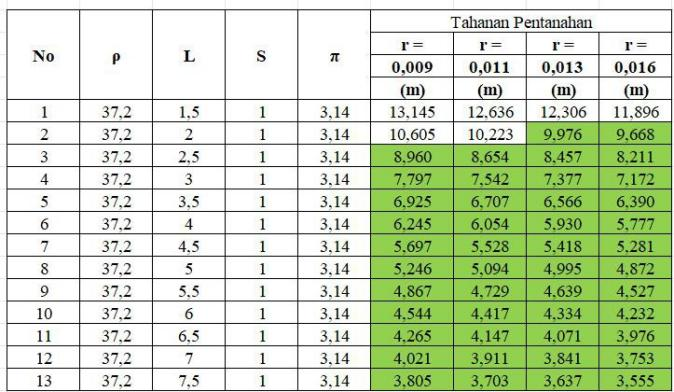 No ρ L S π Tahanan Pentanahan
r = r = r = r =
0,009 0,011 0,013 0,016
(m) (m) (m) (m)
1 37,2 1,5 1 3,14 13,145 12,636 12,306 11,896
2 37,2 2 1 3,14 10,605 10,223 9,976 9,668
3 37,2 2,5 1 3,14 8,960 8,654 8,457 8,211
4 37,2 3 1 3,14 7,797 7,542 7,377 7,172
5 37,2 3,5 1 3,14 6,925 6,707 6,566 6,390
6 37,2 4 1 3,14 6,245 6,054 5,930 5,777
7 37,2 4,5 1 3,14 5,697 5,528 5,418 5,281
8 37,2 5 1 3,14 5,246 5,094 4,995 4,872
9 37,2 5,5 1 3,14 4,867 4,729 4,639 4,527
10 37,2 6 1 3,14 4,544 4,417 4,334 4,232
11 37,2 6,5 1 3,14 4,265 4,147 4,071 3,976
12 37,2 7 1 3,14 4,021 3,911 3,841 3,753
13 37,2 7,5 1 3,14 3,805 3,703 3,637 3,555